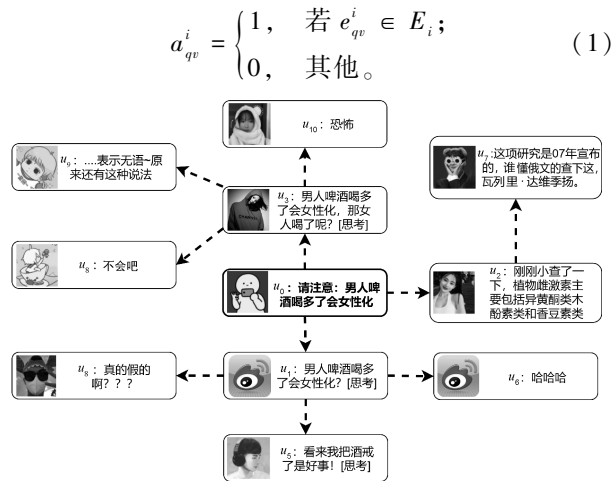 a^i_{qv} = { 1, 若 e^i_{qv} ∈ E_i； (1)
0, 其他。
u₁₀：恐怖
u₉：....表示无语~原
来还有这种说法
u₃：男人啤酒喝多
了会女性化，那女
人喝了呢？[思考]
u₇:这项研究是07年宣布
的，谁懂俄文的查下这，
瓦列里·达维季扬。
u₈：不会吧
u₀：请注意：男人啤
酒喝多了会女性化
u₂：刚刚小查了一
下，植物雌激素主
要包括异黄酮类木
酚素类和香豆素类
u₈：真的假的
啊？？？
u₁：男人啤酒喝多
了会女性化？[思考]
u₆：哈哈哈
u₅：看来我把酒戒
了是好事！[思考]